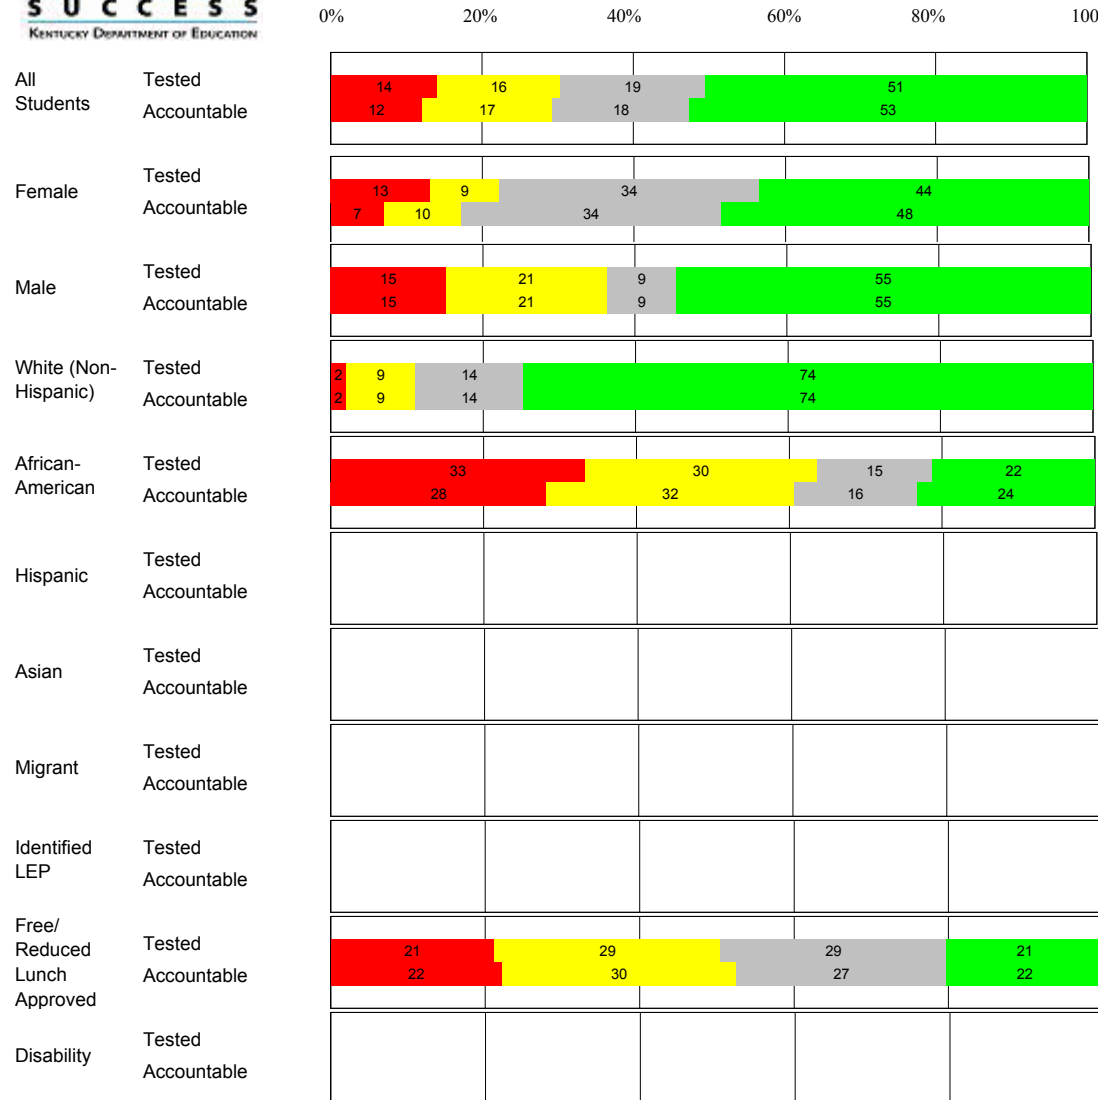 S U C C E S S
KENTUCKY DEPARTMENT OF EDUCATION
0% 20% 40% 60% 80% 100
All Students
Tested 14 16 19 51
Accountable 12 17 18 53
Female
Tested 13 9 34 44
Accountable 7 10 34 48
Male
Tested 15 21 9 55
Accountable 15 21 9 55
White (Non-
Hispanic)
Tested 2 9 14 74
Accountable 2 9 14 74
African-
American
Tested 33 30 15 22
Accountable 28 32 16 24
Hispanic
Tested
Accountable
Asian
Tested
Accountable
Migrant
Tested
Accountable
Identified
LEP
Tested
Accountable
Free/
Reduced
Lunch
Approved
Tested 21 29 29 21
Accountable 22 30 27 22
Disability
Tested
Accountable